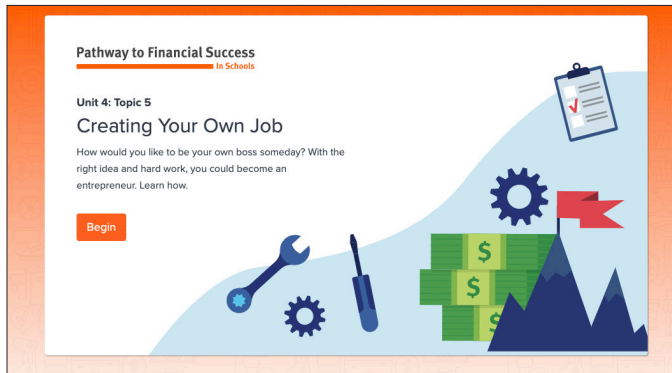 Pathway to Financial Success
In Schools
Unit 4: Topic 5
Creating Your Own Job
How would you like to be your own boss someday? With the
right idea and hard work, you could become an
entrepreneur. Learn how.
Begin
$
$
$